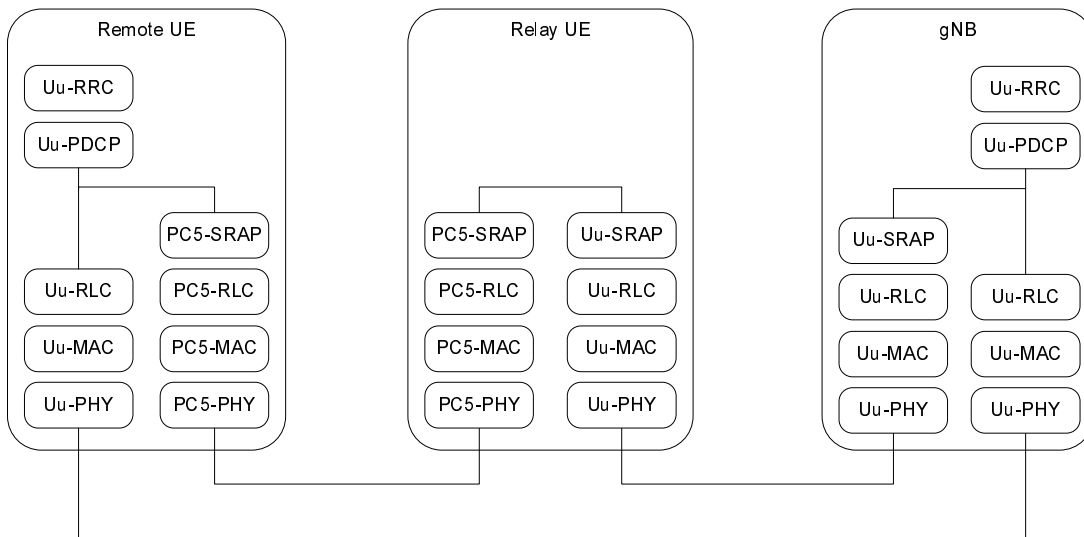 Remote UE
Uu-RRC
Uu-PDCP
PC5-SRAP
Uu-RLC
PC5-RLC
Uu-MAC
PC5-MAC
Uu-PHY
PC5-PHY
Relay UE
PC5-SRAP
Uu-SRAP
PC5-RLC
Uu-RLC
PC5-MAC
Uu-MAC
PC5-PHY
Uu-PHY
gNB
Uu-RRC
Uu-PDCP
Uu-SRAP
Uu-RLC
Uu-RLC
Uu-MAC
Uu-MAC
Uu-PHY
Uu-PHY